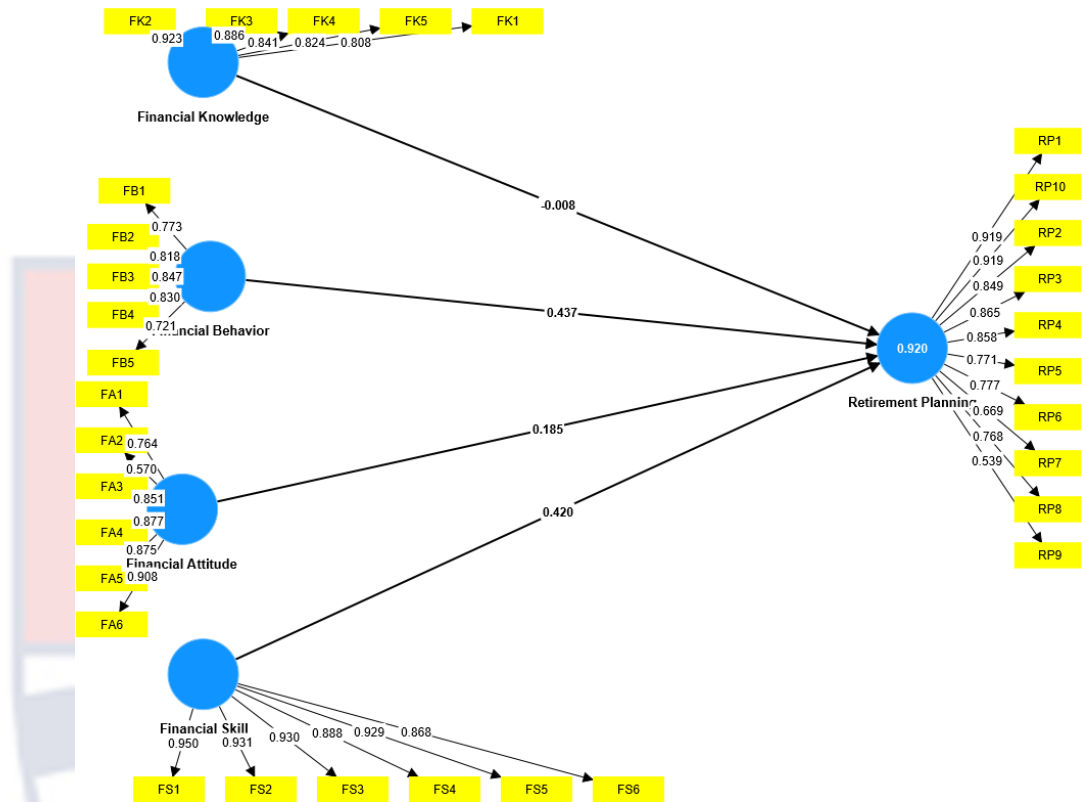 FK2 FK3 FK4 FK5 FK1
0.923 0.886 0.841 0.824 0.808
Financial Knowledge
-0.008
FB1
0.773
FB2
0.818
FB3
0.847
0.830
FB4
0.721
Financial Behavior
FB5
0.437
FA1
0.764
FA2
0.570
FA3
0.851
0.877
FA4
0.875
Financial Attitude
FA5
0.908
FA6
0.185
0.420
Financial Skill
0.950 0.931 0.930 0.888 0.929 0.868
FS1 FS2 FS3 FS4 FS5 FS6
0.920
Retirement Planning
RP1
RP10
0.919
RP2
0.919
0.849
RP3
0.865
RP4
0.858
0.771
RP5
0.777
RP6
0.669
0.768
RP7
0.539
RP8
RP9